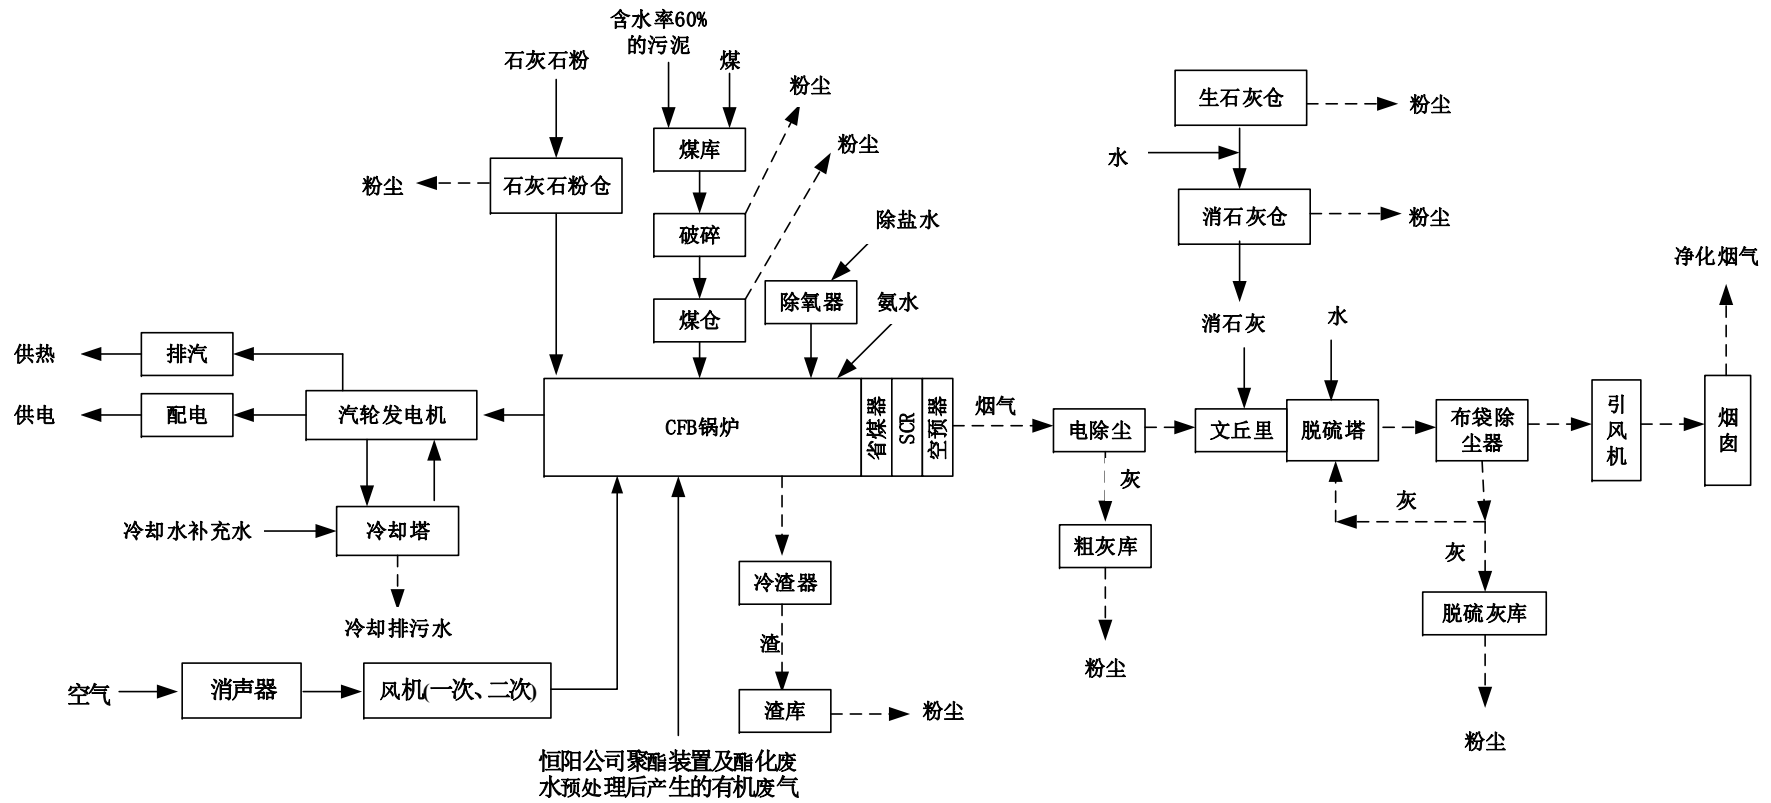 含水率60%
的污泥
石灰石粉
煤
粉尘
生石灰仓
粉尘
煤库
粉尘
水
石灰石粉仓
粉尘
破碎
除盐水
消石灰仓
粉尘
净化烟气
除氧器
氨水
煤仓
消石灰
水
供热
排汽
供电
配电
汽轮发电机
CFB锅炉
省煤器
SCR
空预器
烟气
电除尘
文丘里
脱硫塔
布袋除
尘器
引风机
烟囱
灰
灰
冷却水补充水
冷却塔
粗灰库
灰
冷渣器
脱硫灰库
冷却排污水
渣
粉尘
空气
消声器
风机(一次、二次)
渣库
粉尘
粉尘
恒阳公司聚酯装置及酯化废
水预处理后产生的有机废气